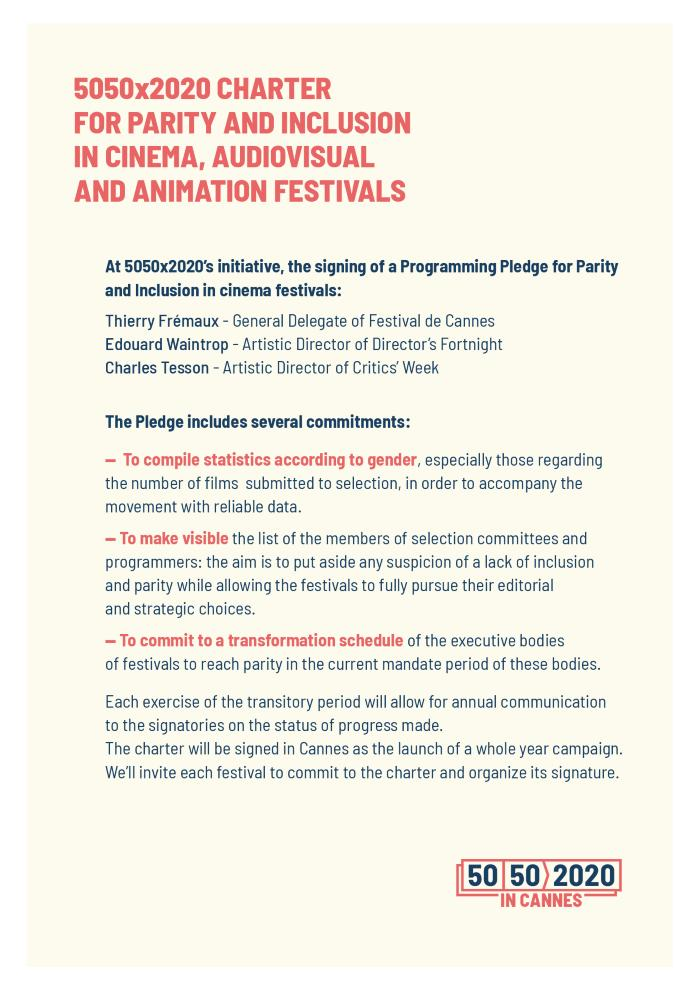 5050x2020 CHARTER
FOR PARITY AND INCLUSION
IN CINEMA, AUDIOVISUAL
AND ANIMATION FESTIVALS
At 5050x2020's initiative, the signing of a Programming Pledge for Parity
and Inclusion in cinema festivals:
Thierry Frémaux - General Delegate of Festival de Cannes
Edouard Waintrop - Artistic Director of Director's Fortnight
Charles Tesson - Artistic Director of Critics' Week
The Pledge includes several commitments:
— To compile statistics according to gender, especially those regarding
the number of films submitted to selection, in order to accompany the
movement with reliable data.
— To make visible the list of the members of selection committees and
programmers: the aim is to put aside any suspicion of a lack of inclusion
and parity while allowing the festivals to fully pursue their editorial
and strategic choices.
— To commit to a transformation schedule of the executive bodies
of festivals to reach parity in the current mandate period of these bodies.
Each exercise of the transitory period will allow for annual communication
to the signatories on the status of progress made.
The charter will be signed in Cannes as the launch of a whole year campaign.
We'll invite each festival to commit to the charter and organize its signature.
50 50 2020
IN CANNES